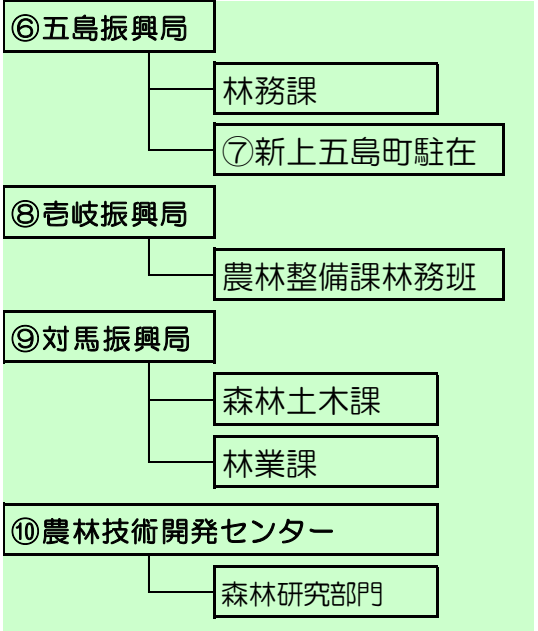 ⑥五島振興局
林務課
⑦新上五島町駐在
⑧壱岐振興局
農林整備課林務班
⑨対馬振興局
森林土木課
林業課
⑩農林技術開発センター
森林研究部門